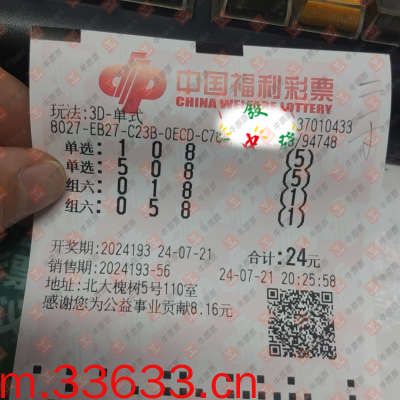 中国福利彩票
CHINA WELFARE LOTTERY
玩法:3D-单式 37010433
8027-EB27-C23B-0ECD-C76 /94748
单选: 1 0 8 (5)
单选: 5 0 8 (5)
组六: 0 1 8 (1)
组六: 0 5 8 (1)
开奖期:2024193 24-07-21 合计:24元
销售期:2024193-56 24-07-21 20:25:58
地址:北大槐树5号110室
感谢您为公益事业贡献8.16元
m.33633.cn